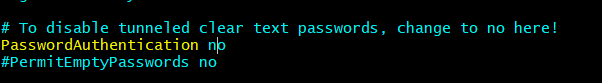 # To disable tunneled clear text passwords, change to no here!
PasswordAuthentication no
#PermitEmptyPasswords no